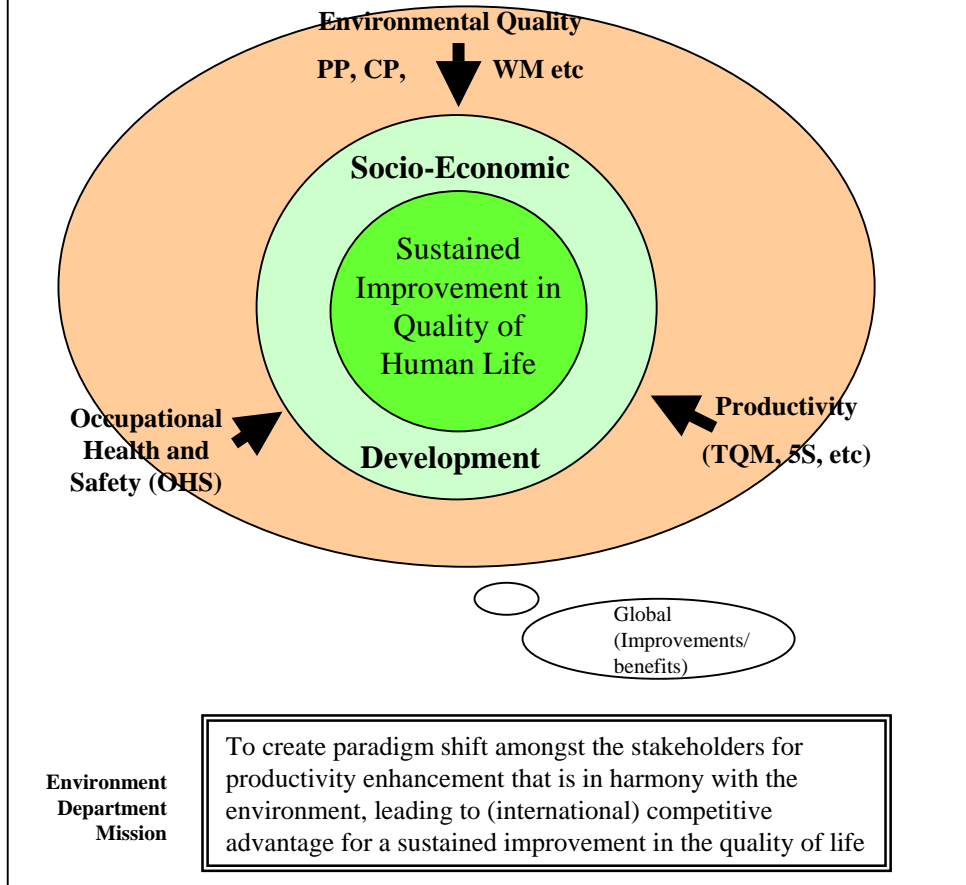 Environmental Quality
PP, CP, WM etc
Socio-Economic
Sustained
Improvement in
Quality of
Human Life
Development
Occupational
Health and
Safety (OHS)
Productivity
(TQM, 5S, etc)
Global
(Improvements/
benefits)
Environment
Department
Mission
To create paradigm shift amongst the stakeholders for
productivity enhancement that is in harmony with the
environment, leading to (international) competitive
advantage for a sustained improvement in the quality of life